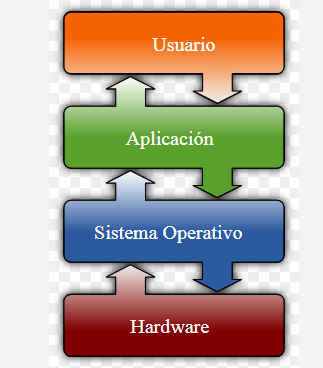 Usuario
Aplicación
Sistema Operativo
Hardware